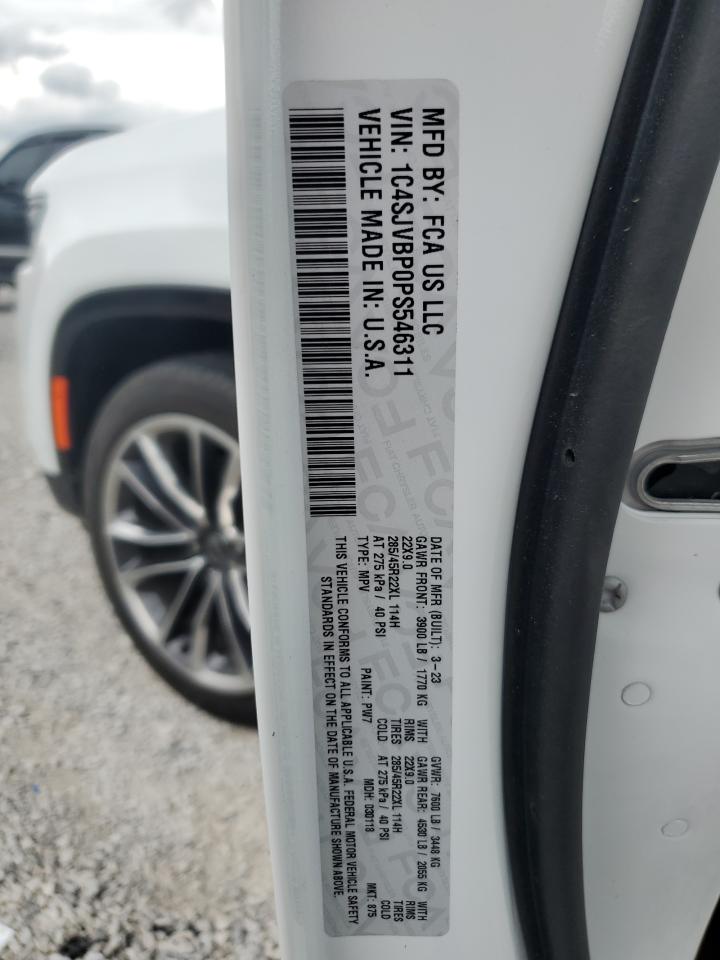 MFD BY: FCA US LLC
VIN: 1C4SJVBP0PS546311
VEHICLE MADE IN: U.S.A.
DATE OF MFR (BUILT): 3-23 GVWR: 7600 LB / 3448 KG
GAWR FRONT: 3900 LB / 1770 KG WITH GAWR REAR: 4530 LB / 2055 KG WITH
22X9.0 RIMS 22X9.0 RIMS
285/45R22XL 114H TIRES 285/45R22XL 114H TIRES
AT 275 kPa / 40 PSI COLD AT 275 kPa / 40 PSI COLD
TYPE: MPV PAINT: PW7 MDH: 030118 MKT: 875
THIS VEHICLE CONFORMS TO ALL APPLICABLE U.S.A. FEDERAL MOTOR VEHICLE SAFETY
STANDARDS IN EFFECT ON THE DATE OF MANUFACTURE SHOWN ABOVE.